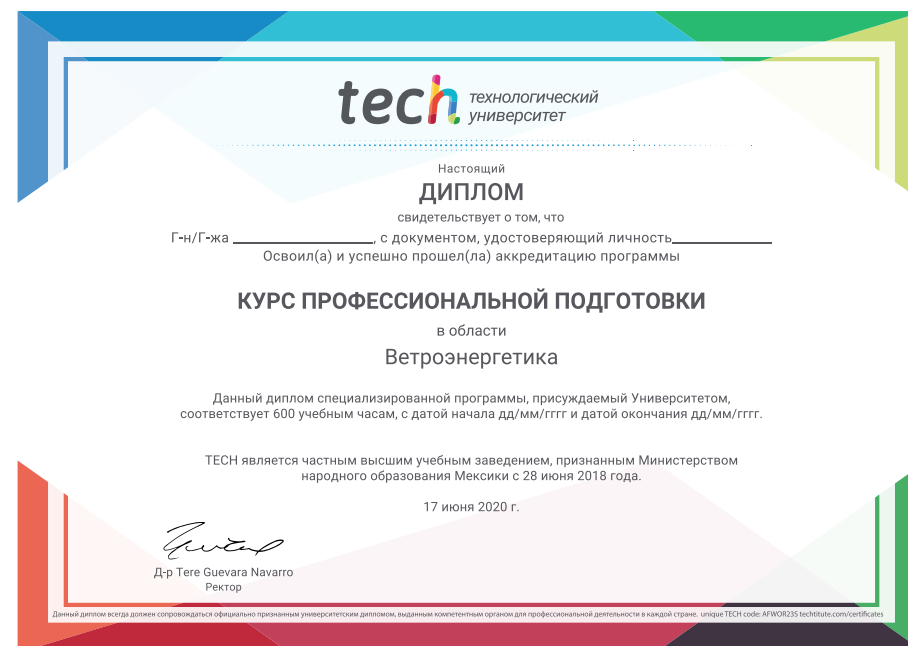 tech технологический
университет
Настоящий
ДИПЛОМ
свидетельствует о том, что
Г-н/Г-жа ____________________, с документом, удостоверяющий личность______________
Освоил(а) и успешно прошел(ла) аккредитацию программы
КУРС ПРОФЕССИОНАЛЬНОЙ ПОДГОТОВКИ
в области
Ветроэнергетика
Данный диплом специализированной программы, присуждаемый Университетом,
соответствует 600 учебным часам, с датой начала дд/мм/гггг и датой окончания дд/мм/гггг.
TECH является частным высшим учебным заведением, признанным Министерством
народного образования Мексики с 28 июня 2018 года.
17 июня 2020 г.
Д-р Tere Guevara Navarro
Ректор
Данный диплом всегда должен сопровождаться официально признанным университетским дипломом, выданным компетентным органом для профессиональной деятельности в каждой стране. unique TECH code: AFWOR23S techtitute.com/certificates